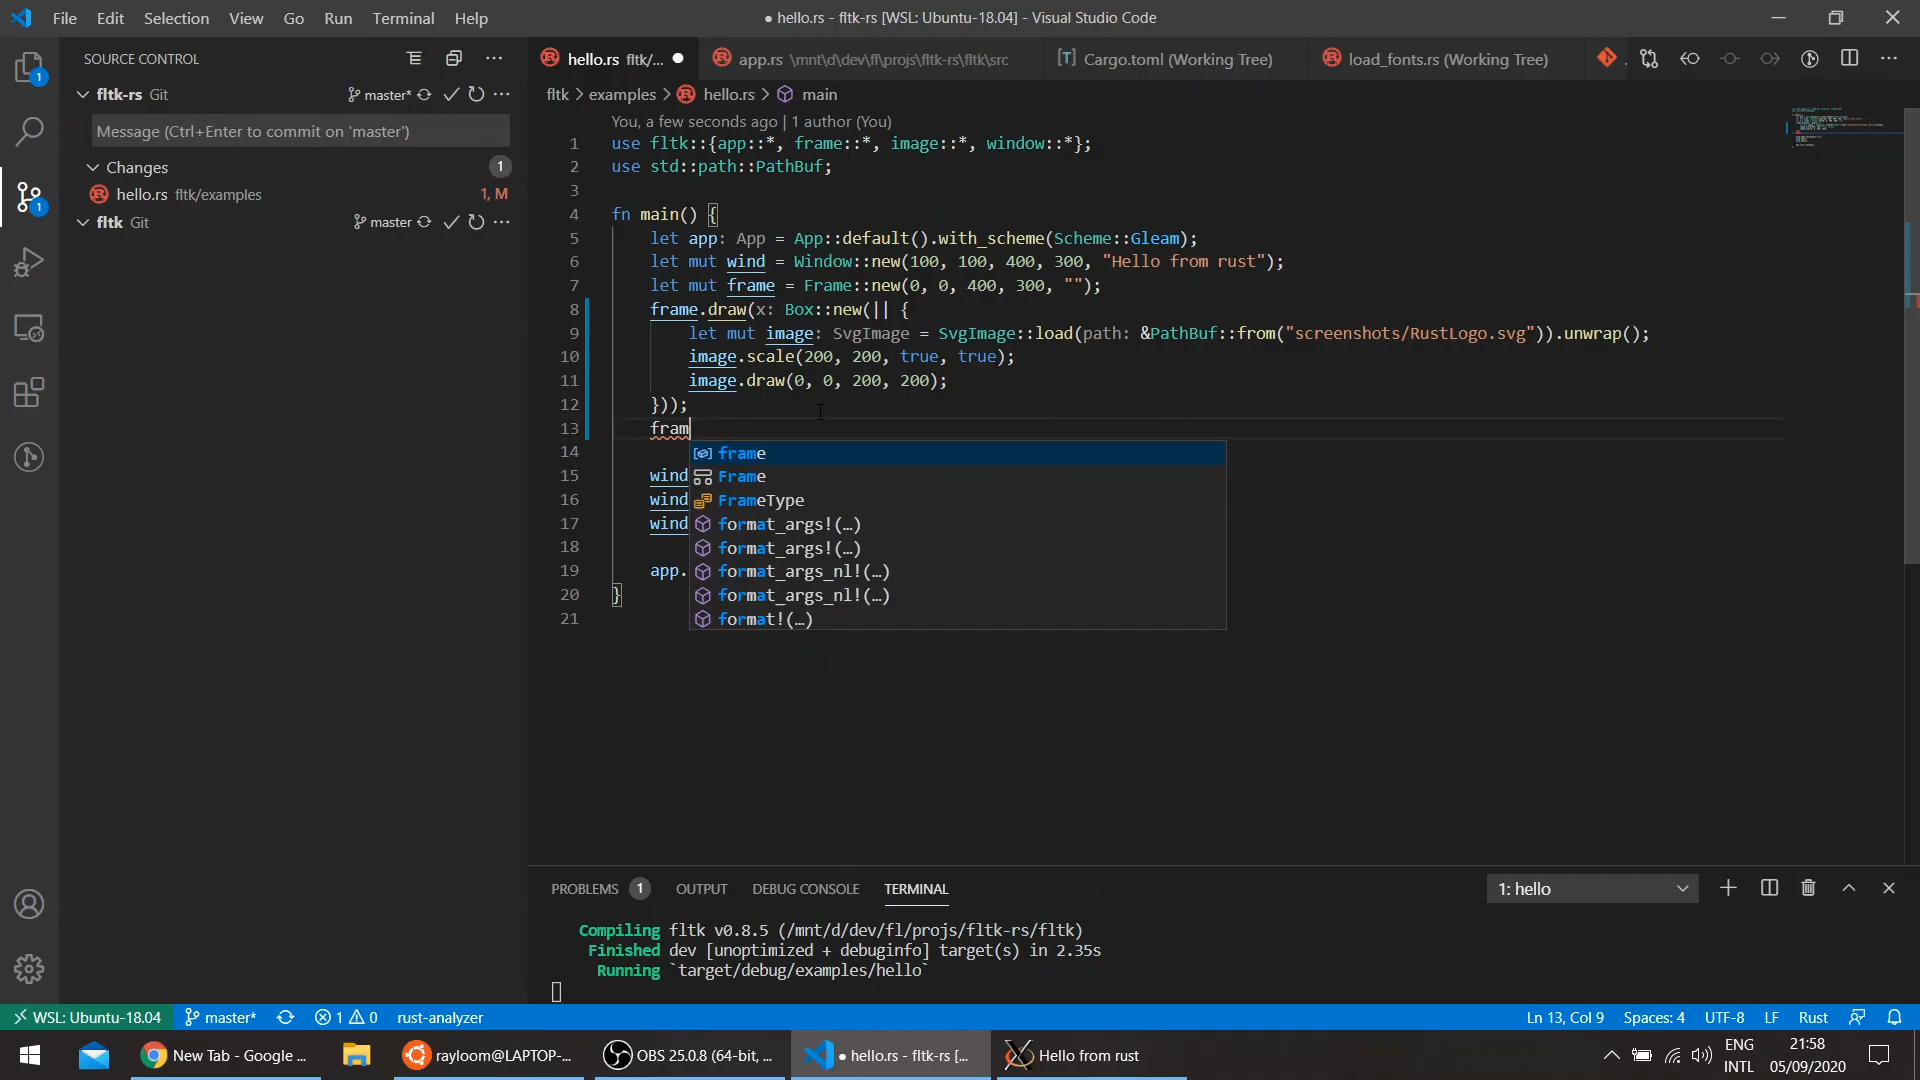 File Edit Selection View Go Run Terminal Help
● hello.rs - fltk-rs [WSL: Ubuntu-18.04] - Visual Studio Code
SOURCE CONTROL
hello.rs fltk/... ●
app.rs \mnt\d\dev\fl\projs\fltk-rs\fltk\src
Cargo.toml (Working Tree)
load_fonts.rs (Working Tree)
fltk-rs Git
master*
Message (Ctrl+Enter to commit on 'master')
Changes 1
hello.rs fltk/examples 1, M
fltk Git
master
fltk > examples > hello.rs > main
You, a few seconds ago | 1 author (You)
1 use fltk::{app::*, frame::*, image::*, window::*};
2 use std::path::PathBuf;
3
4 fn main() {
5 let app: App = App::default().with_scheme(Scheme::Gleam);
6 let mut wind = Window::new(100, 100, 400, 300, "Hello from rust");
7 let mut frame = Frame::new(0, 0, 400, 300, "");
8 frame.draw(x: Box::new(|| {
9 let mut image: SvgImage = SvgImage::load(path: &PathBuf::from("screenshots/RustLogo.svg")).unwrap();
10 image.scale(200, 200, true, true);
11 image.draw(0, 0, 200, 200);
12 }));
13 fram
14
15 wind
16 wind
17 wind
18
19 app.
20 }
21
frame
Frame
FrameType
format_args!(…)
format_args!(…)
format_args_nl!(…)
format_args_nl!(…)
format!(…)
PROBLEMS 1 OUTPUT DEBUG CONSOLE TERMINAL
1: hello
Compiling fltk v0.8.5 (/mnt/d/dev/fl/projs/fltk-rs/fltk)
Finished dev [unoptimized + debuginfo] target(s) in 2.35s
Running `target/debug/examples/hello`
WSL: Ubuntu-18.04 master* 1 0 rust-analyzer
Ln 13, Col 9 Spaces: 4 UTF-8 LF Rust
New Tab - Google ...
rayloom@LAPTOP-...
OBS 25.0.8 (64-bit, ...
● hello.rs - fltk-rs [...
Hello from rust
ENG
INTL
21:58
05/09/2020